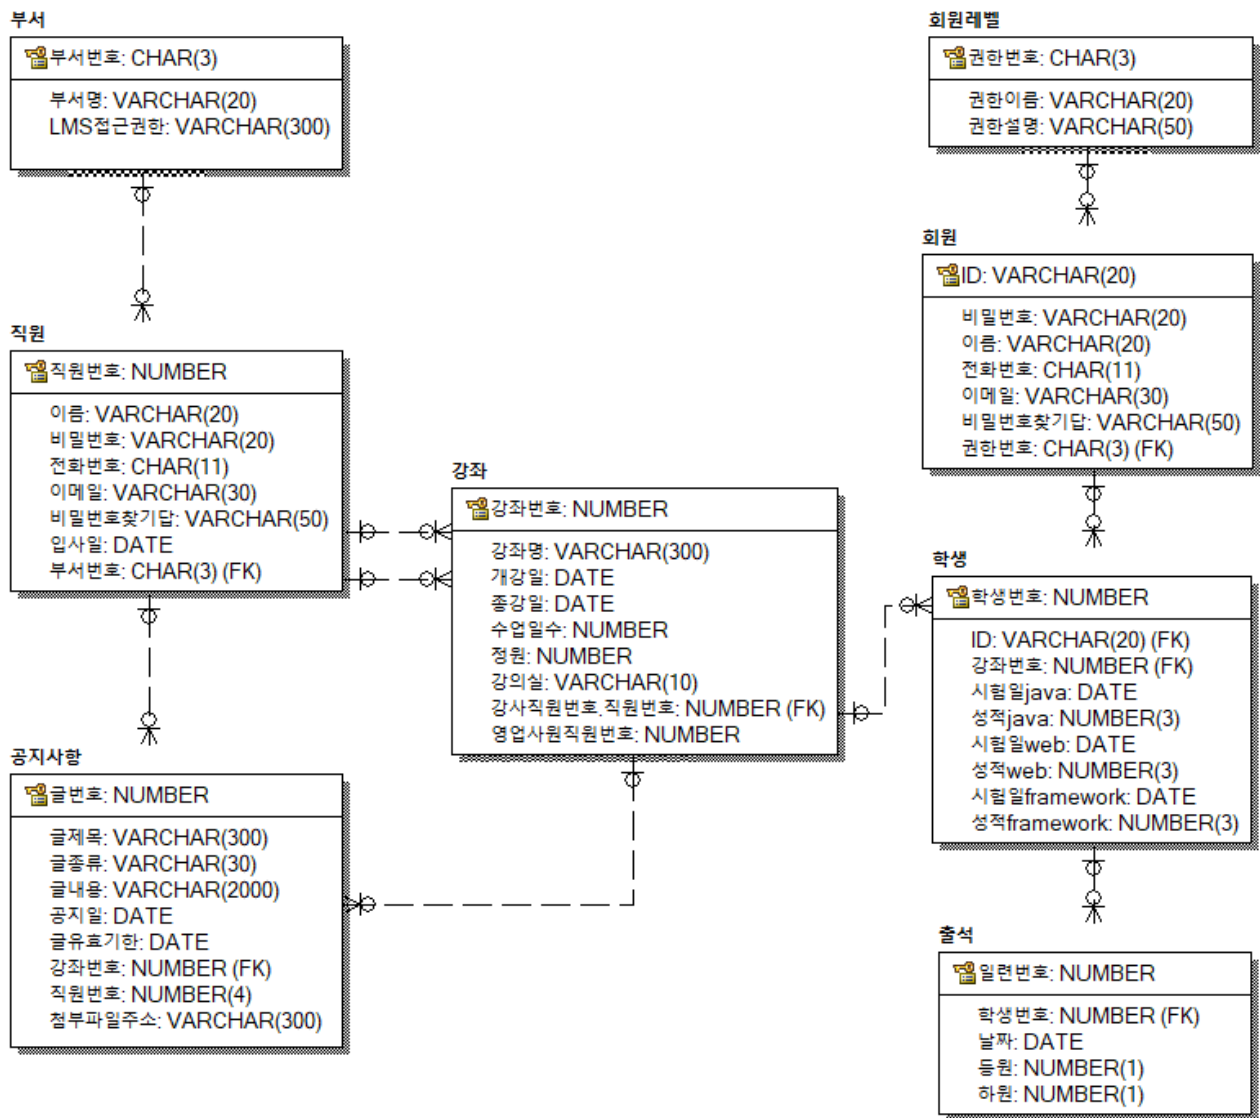 부서
부서번호: CHAR(3)
부서명: VARCHAR(20)
LMS접근권한: VARCHAR(300)
직원
직원번호: NUMBER
이름: VARCHAR(20)
비밀번호: VARCHAR(20)
전화번호: CHAR(11)
이메일: VARCHAR(30)
비밀번호찾기답: VARCHAR(50)
입사일: DATE
부서번호: CHAR(3) (FK)
공지사항
글번호: NUMBER
글제목: VARCHAR(300)
글종류: VARCHAR(30)
글내용: VARCHAR(2000)
공지일: DATE
글유효기한: DATE
강좌번호: NUMBER (FK)
직원번호: NUMBER(4)
첨부파일주소: VARCHAR(300)
강좌
강좌번호: NUMBER
강좌명: VARCHAR(300)
개강일: DATE
종강일: DATE
수업일수: NUMBER
정원: NUMBER
강의실: VARCHAR(10)
강사직원번호.직원번호: NUMBER (FK)
영업사원직원번호: NUMBER
회원레벨
권한번호: CHAR(3)
권한이름: VARCHAR(20)
권한설명: VARCHAR(50)
회원
ID: VARCHAR(20)
비밀번호: VARCHAR(20)
이름: VARCHAR(20)
전화번호: CHAR(11)
이메일: VARCHAR(30)
비밀번호찾기답: VARCHAR(50)
권한번호: CHAR(3) (FK)
학생
학생번호: NUMBER
ID: VARCHAR(20) (FK)
강좌번호: NUMBER (FK)
시험일java: DATE
성적java: NUMBER(3)
시험일web: DATE
성적web: NUMBER(3)
시험일framework: DATE
성적framework: NUMBER(3)
출석
일련번호: NUMBER
학생번호: NUMBER (FK)
날짜: DATE
등원: NUMBER(1)
하원: NUMBER(1)